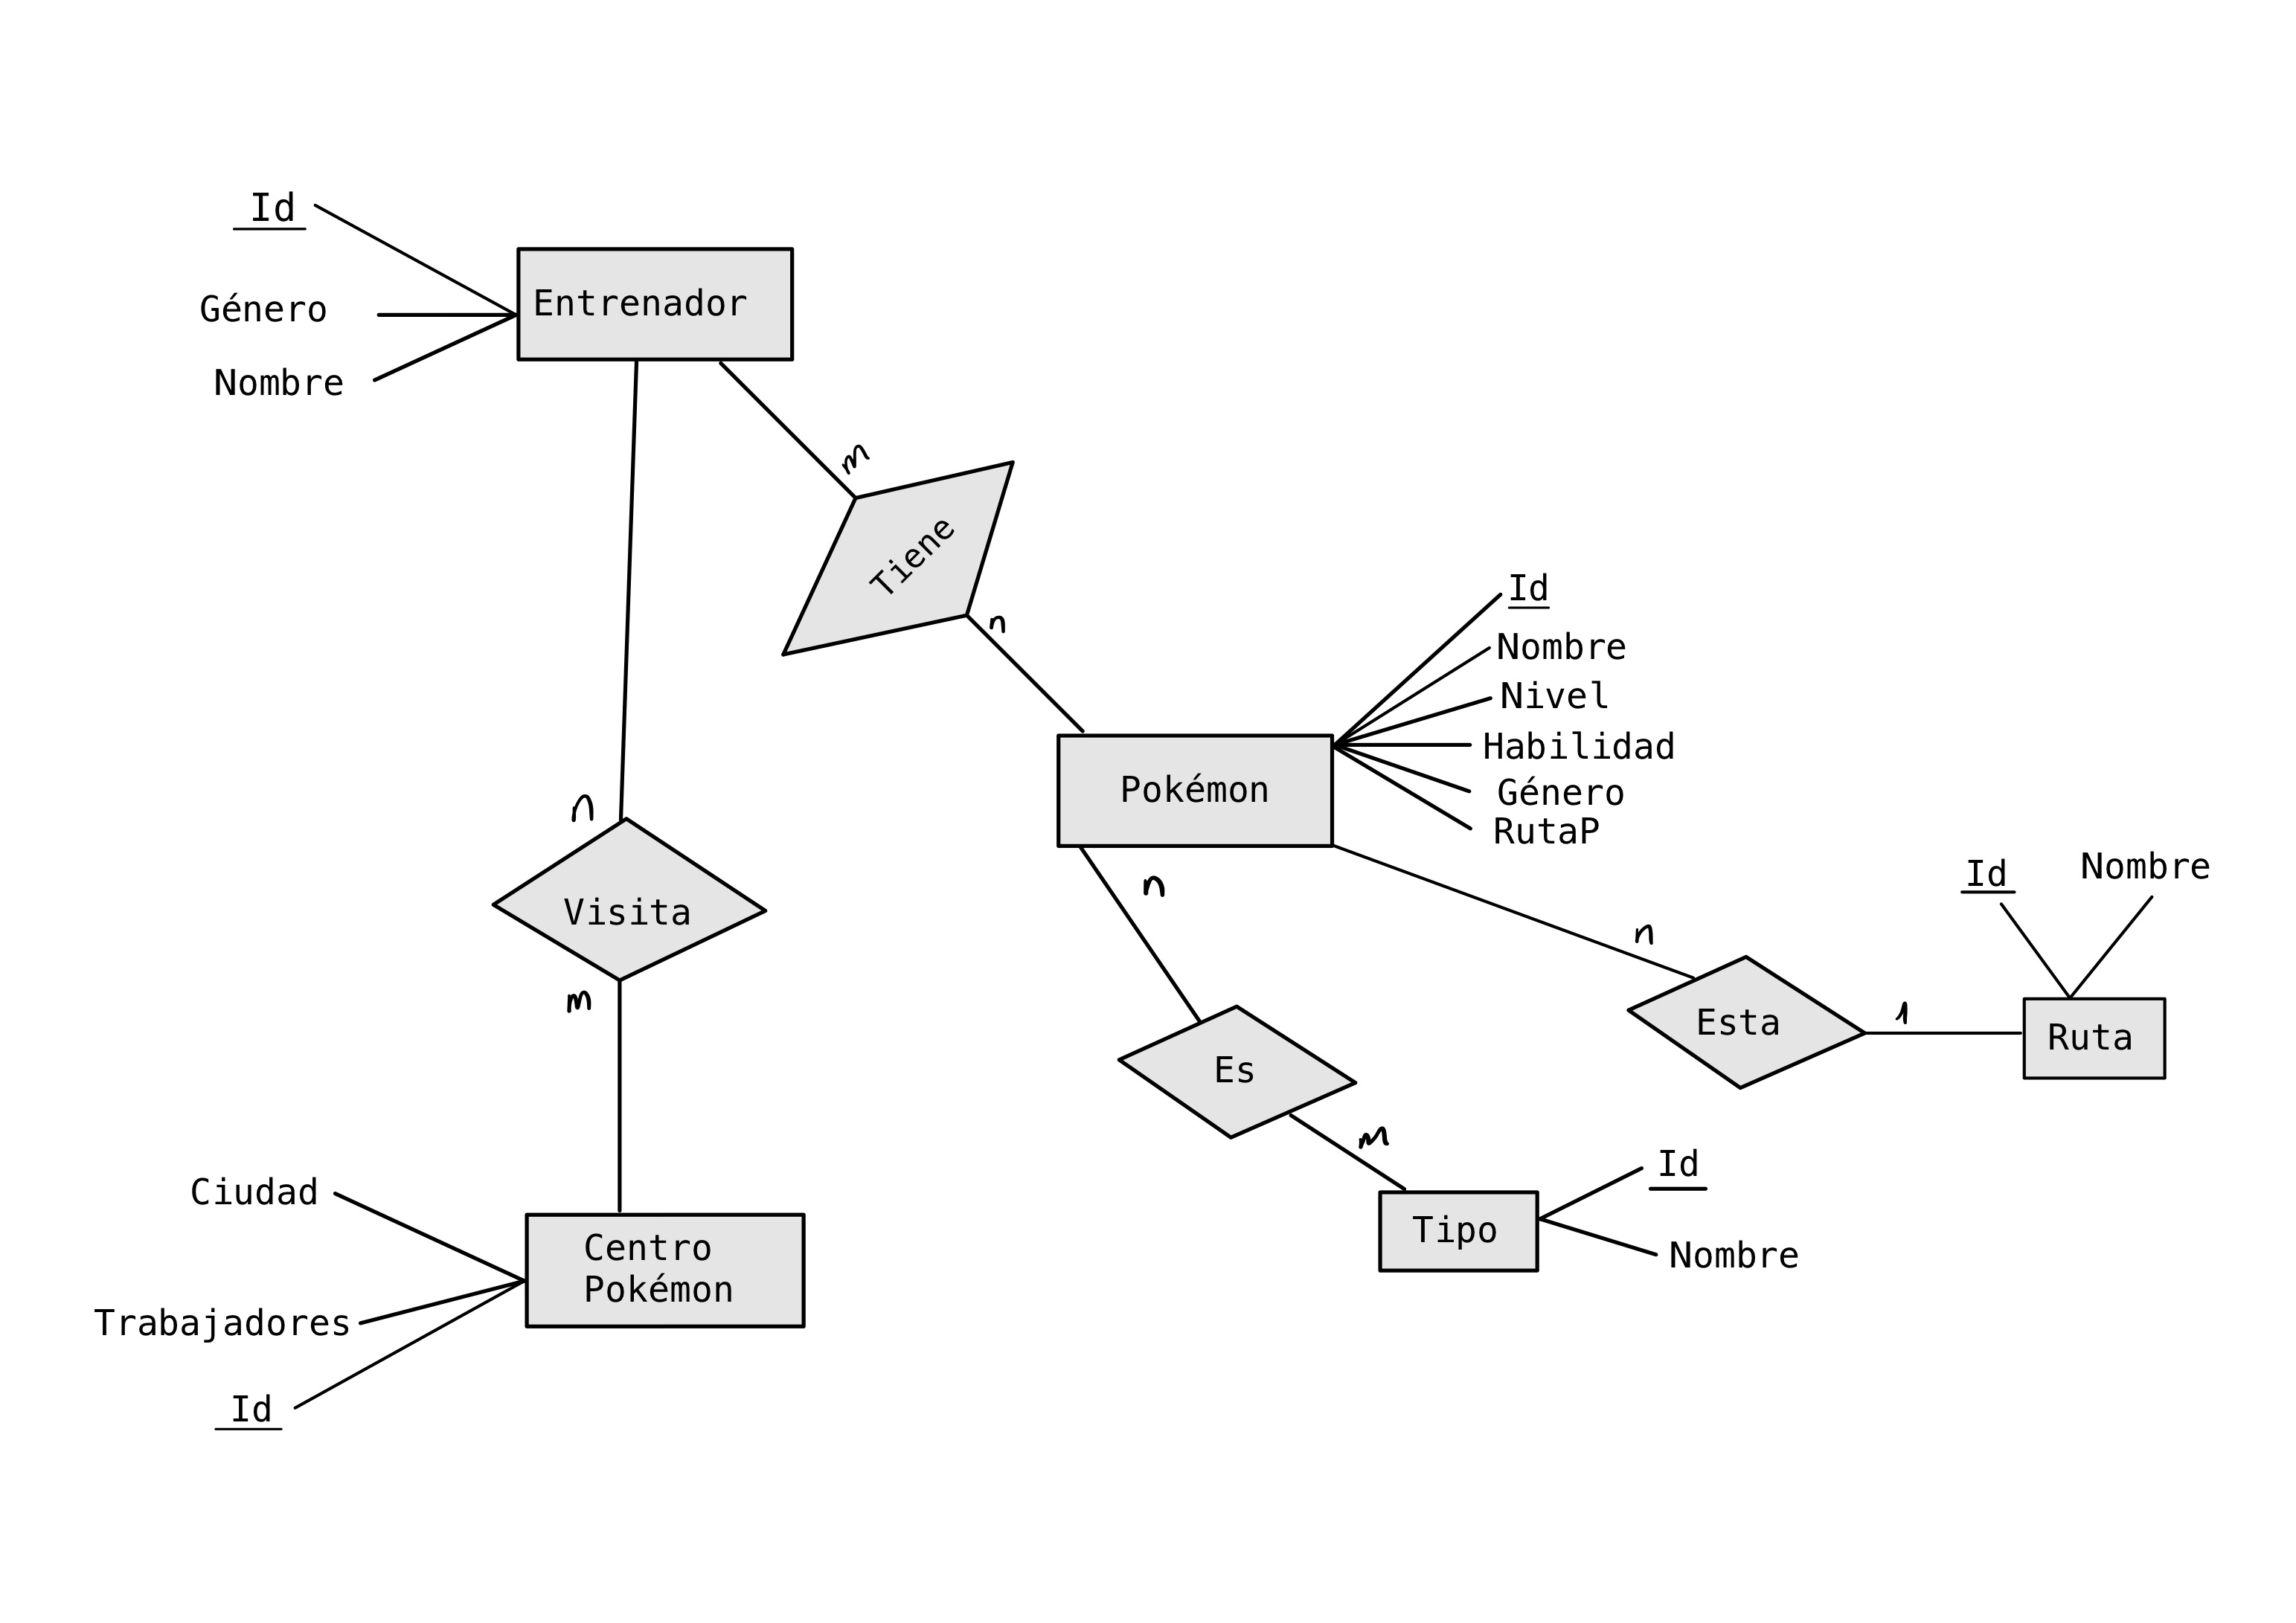 Id
Género
Nombre
Entrenador
m
Tiene
n
Id
Nombre
Nivel
Habilidad
Género
RutaP
Pokémon
n
Visita
m
n
n
Esta
1
Id
Nombre
Ruta
Es
m
Tipo
Id
Nombre
Ciudad
Trabajadores
Id
Centro
Pokémon